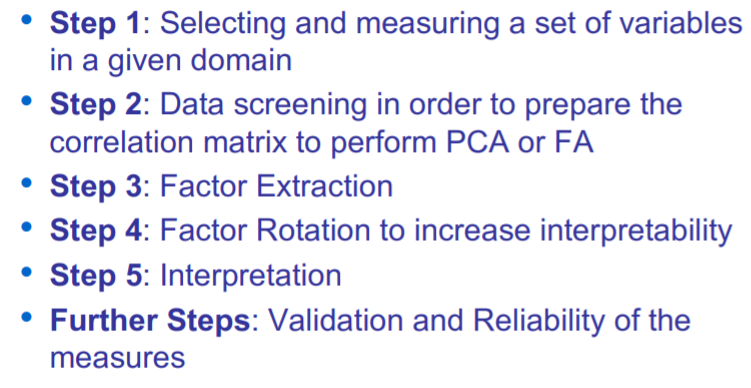 • Step 1: Selecting and measuring a set of variables
in a given domain
• Step 2: Data screening in order to prepare the
correlation matrix to perform PCA or FA
• Step 3: Factor Extraction
• Step 4: Factor Rotation to increase interpretability
• Step 5: Interpretation
• Further Steps: Validation and Reliability of the
measures